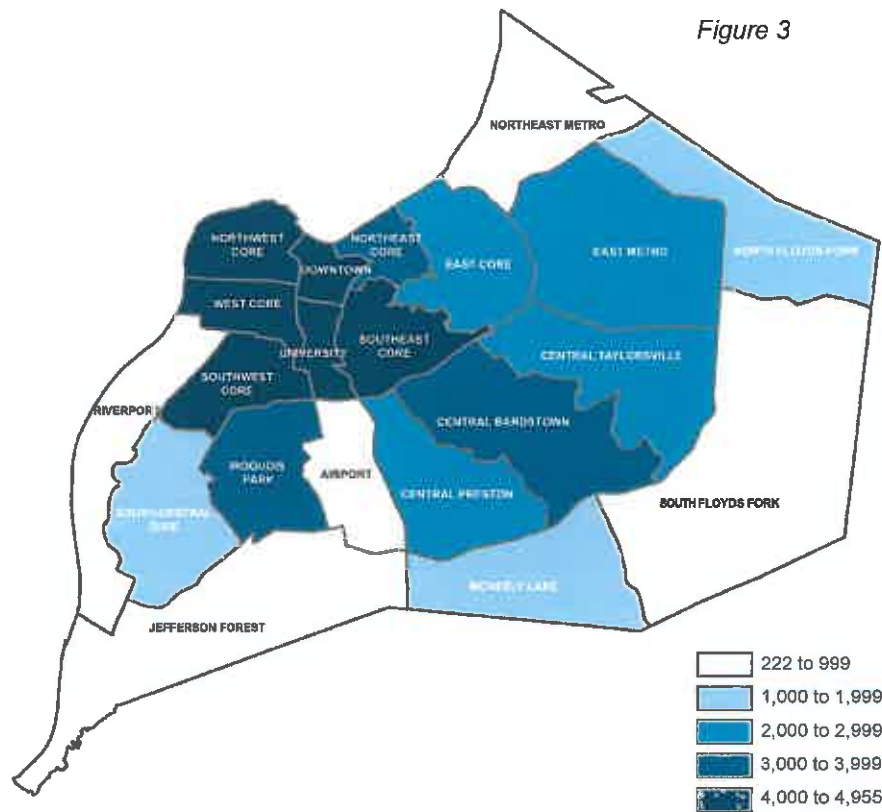 Figure 3
NORTHEAST METRO
NORTHWEST
CORE
NORTHEAST
CORE
DOWNTOWN
EAST CORE
EAST METRO
NORTH FLOYDS FORK
WEST CORE
UNIVERSITY
SOUTHEAST
CORE
CENTRAL TAYLORSVILLE
SOUTHWEST
CORE
RIVERPORT
CENTRAL BARDSTOWN
IROQUOIS
PARK
AIRPORT
CENTRAL PRESTON
SOUTH FLOYDS FORK
MCNEELY LAKE
JEFFERSON FOREST
222 to 999
1,000 to 1,999
2,000 to 2,999
3,000 to 3,999
4,000 to 4,955